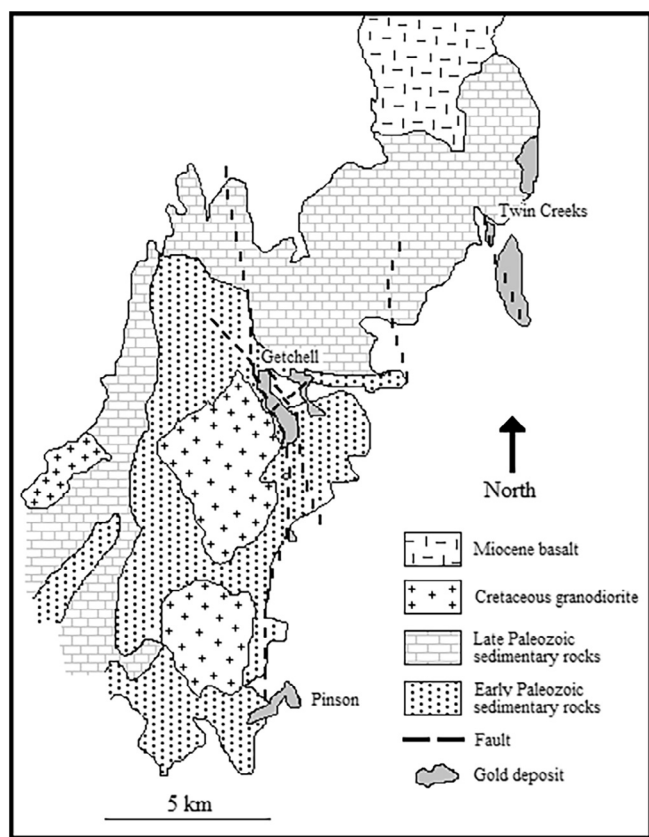 Twin Creeks
Getchell
North
Miocene basalt
Cretaceous granodiorite
Late Paleozoic
sedimentary rocks
Early Paleozoic
sedimentary rocks
Pinson
Fault
Gold deposit
5 km